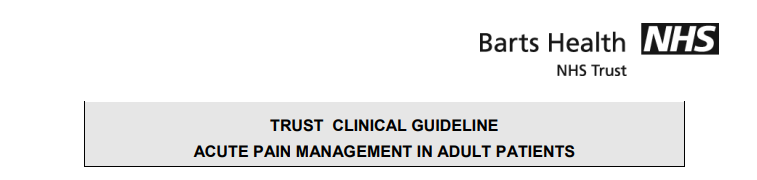 Barts Health NHS
NHS Trust
TRUST CLINICAL GUIDELINE
ACUTE PAIN MANAGEMENT IN ADULT PATIENTS